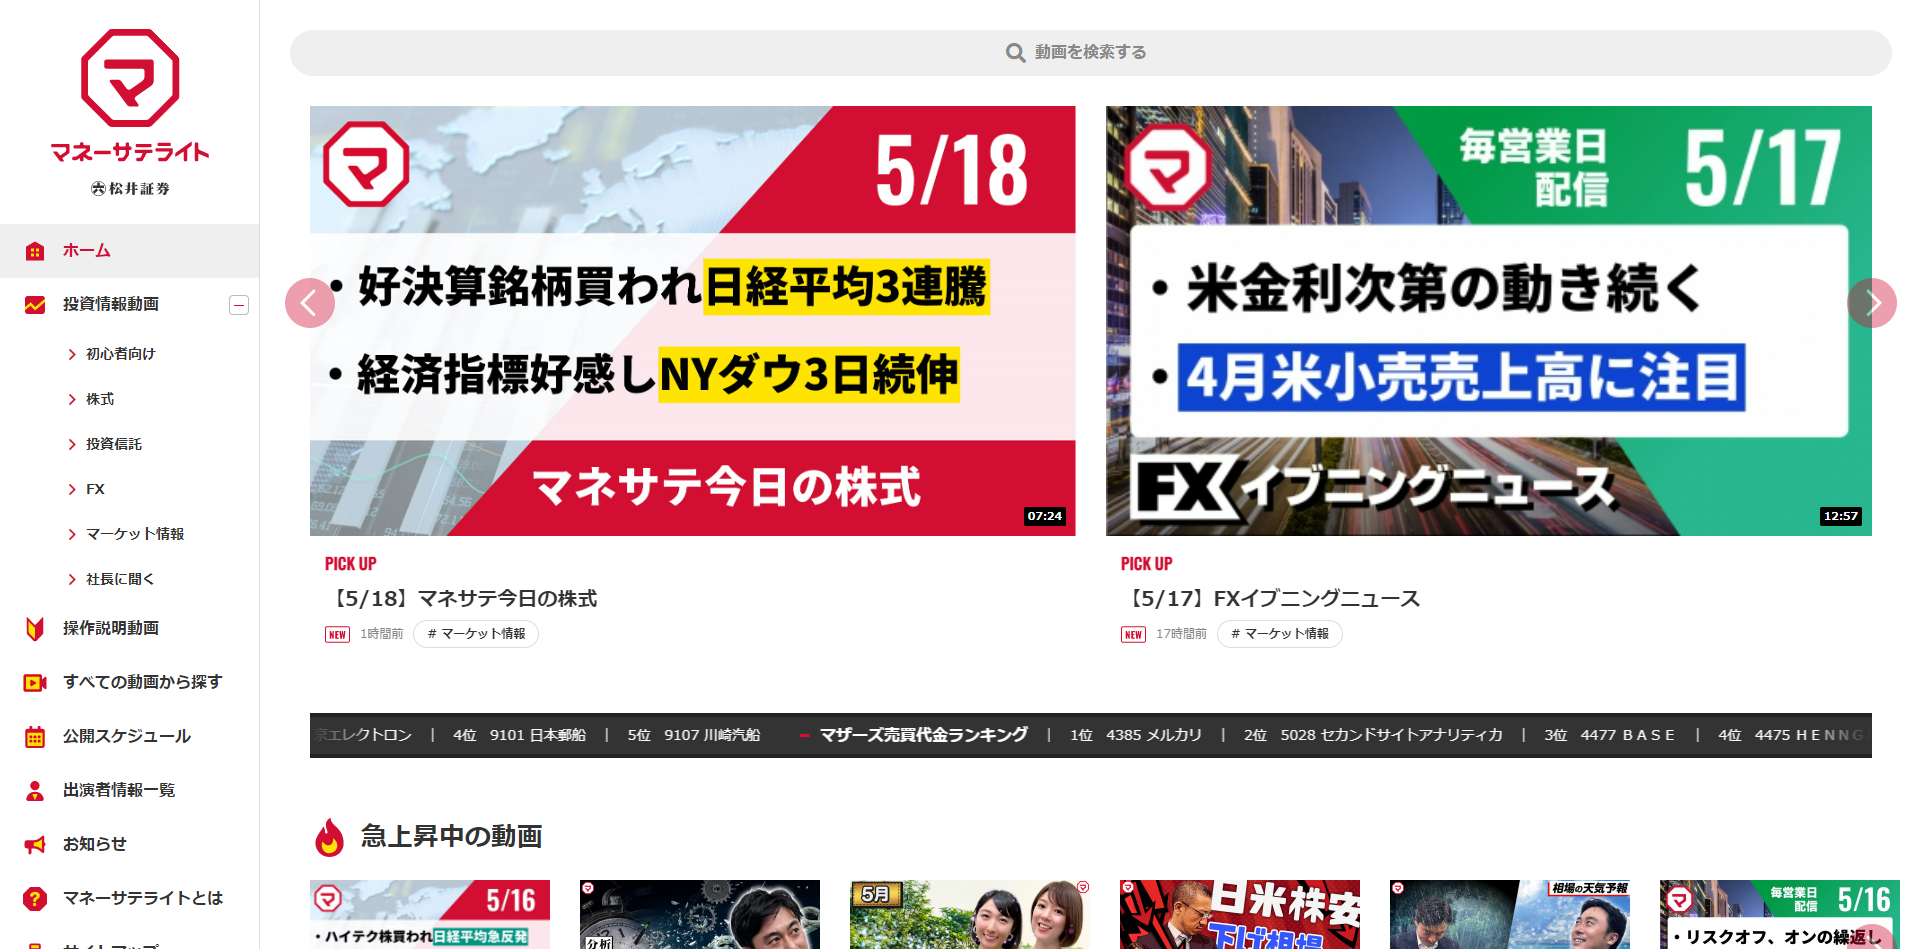 マネーサテライト
松井証券
ホーム
投資情報動画
初心者向け
株式
投資信託
FX
マーケット情報
社長に聞く
操作説明動画
すべての動画から探す
公開スケジュール
出演者情報一覧
お知らせ
マネーサテライトとは
動画を検索する
5/18
・好決算銘柄買われ日経平均3連騰
・経済指標好感しNYダウ3日続伸
マネサテ今日の株式
07:24
PICK UP
【5/18】マネサテ今日の株式
NEW 1時間前 # マーケット情報
毎営業日
配信
5/17
・米金利次第の動き続く
・4月米小売売上高に注目
FXイブニングニュース
12:57
PICK UP
【5/17】FXイブニングニュース
NEW 17時間前 # マーケット情報
京エレクトロン | 4位 9101 日本郵船 | 5位 9107 川崎汽船 マザーズ売買代金ランキング | 1位 4385 メルカリ | 2位 5028 セカンドサイトアナリティカ | 3位 4477 ＢＡＳＥ | 4位 4475 ＨＥＮＮＧ
急上昇中の動画
5/16
・ハイテク株買われ日経平均急反発
分析
5月
日米株安
下げ相場
相場の天気予報
毎営業日
配信
5/16
・リスクオフ、オンの繰返し